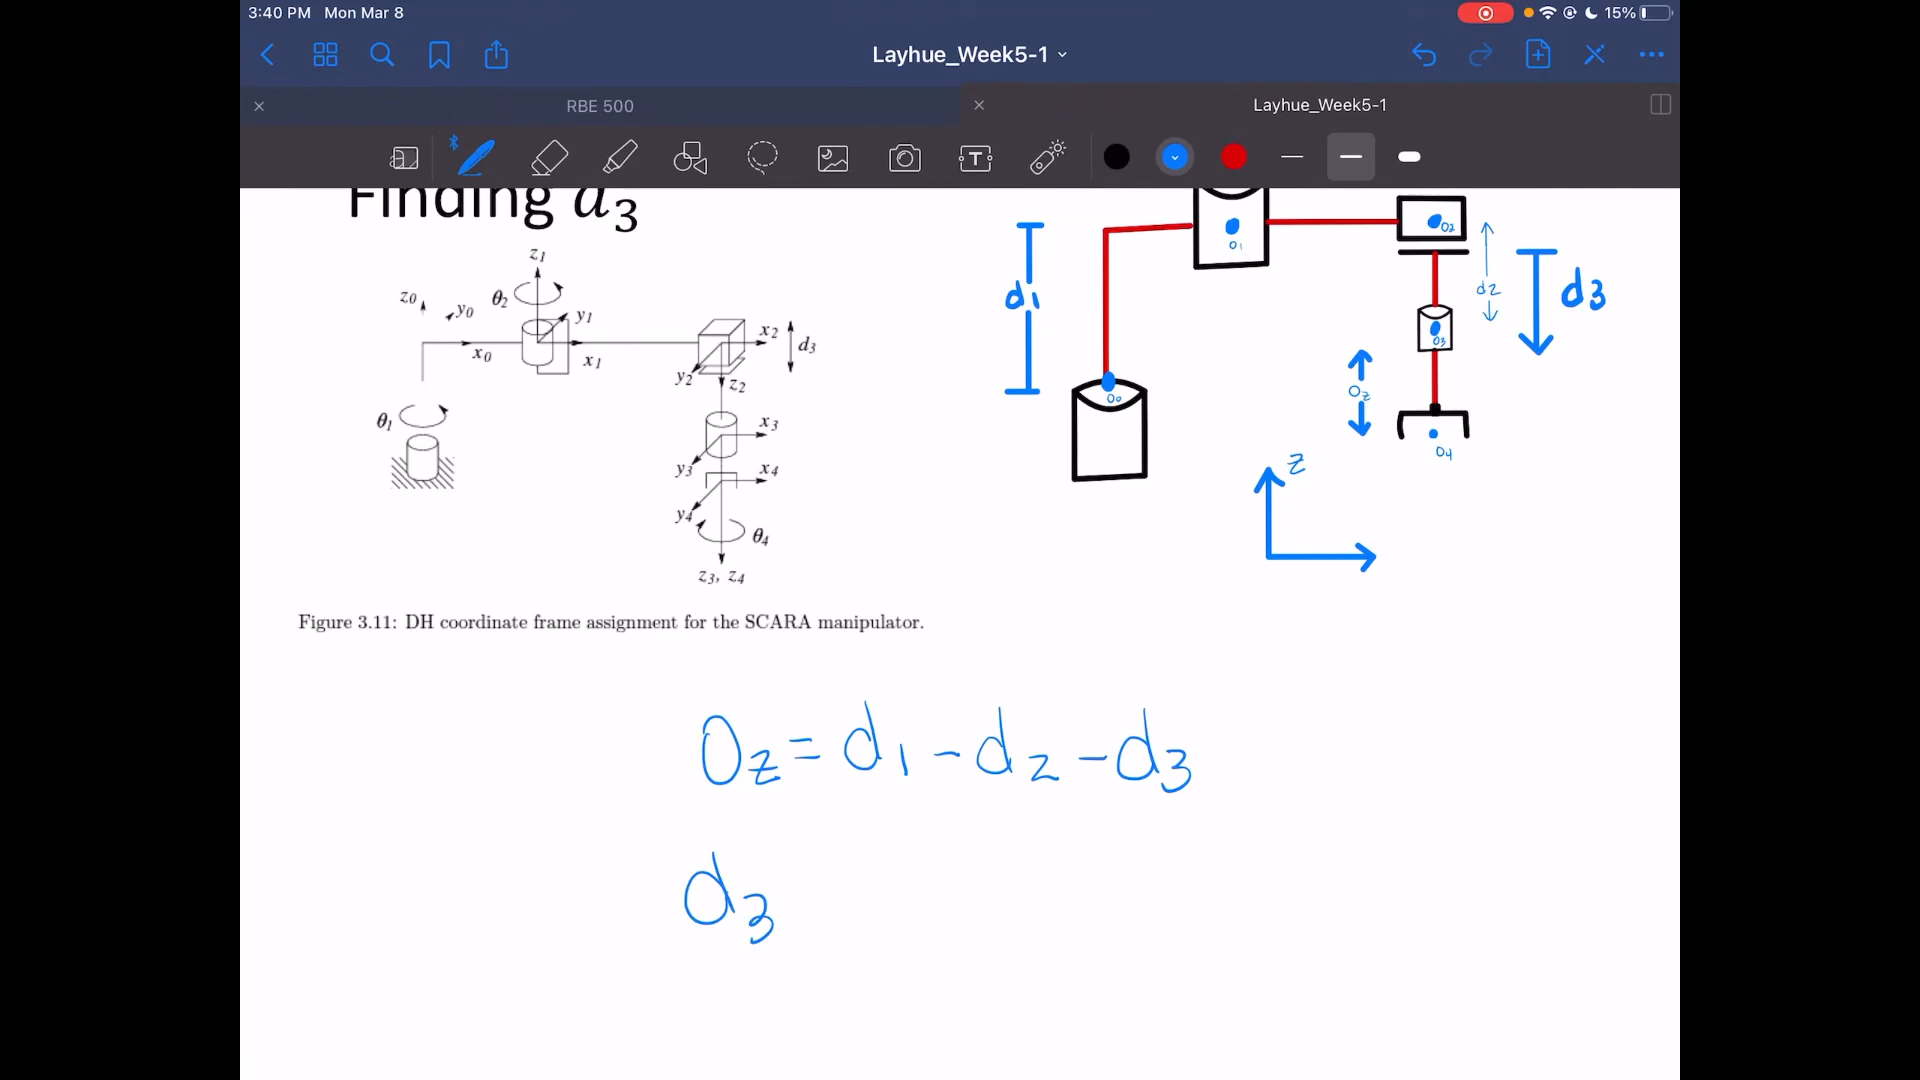 3:40 PM Mon Mar 8
15%
Layhue_Week5-1
RBE 500
Layhue_Week5-1
T
Finding d3
z1
z0
y0
θ2
y1
x0
x1
x2
d3
y2
z2
θ1
x3
y3
x4
y4
θ4
z3, z4
Figure 3.11: DH coordinate frame assignment for the SCARA manipulator.
d1
O1
O2
d2
d3
O3
O0
Oz
O4
z
Oz = d1 - d2 - d3
d3